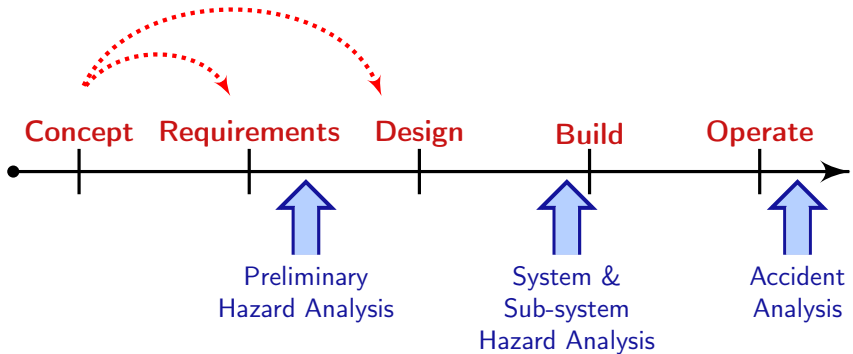 Concept Requirements Design Build Operate
Preliminary
Hazard Analysis
System &
Sub-system
Hazard Analysis
Accident
Analysis